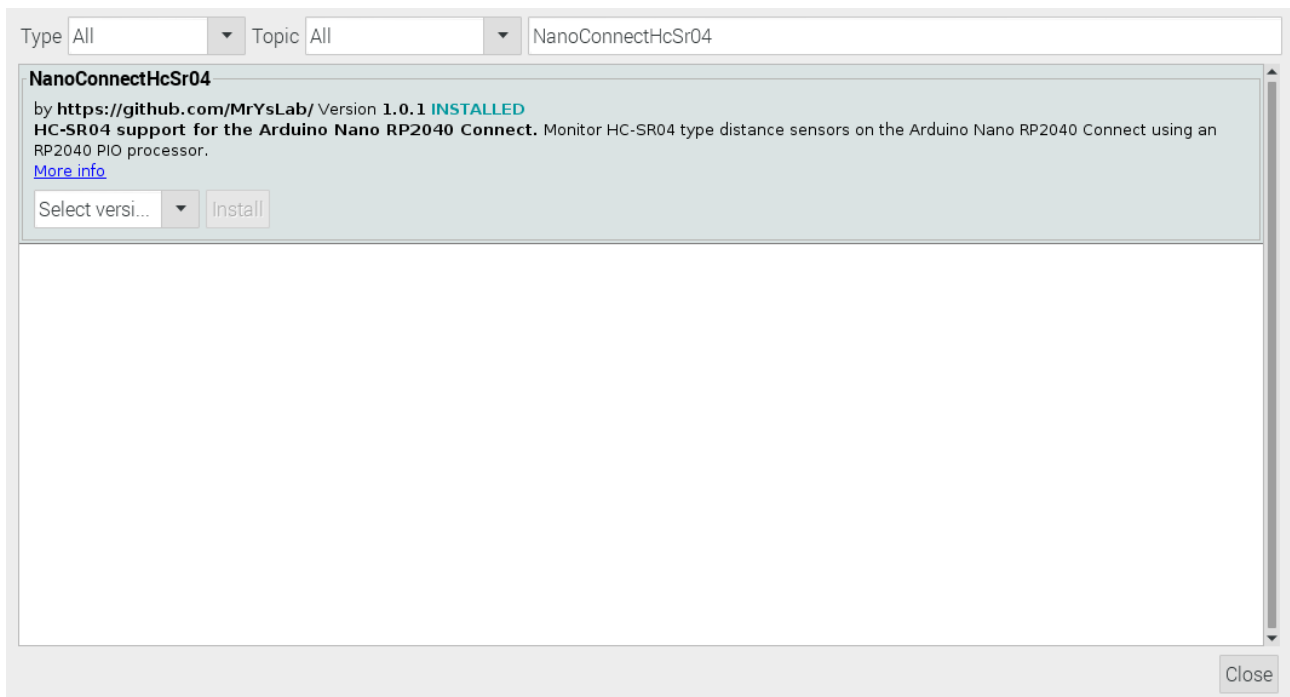 Type All Topic All NanoConnectHcSr04
NanoConnectHcSr04
by https://github.com/MrYsLab/ Version 1.0.1 INSTALLED
HC-SR04 support for the Arduino Nano RP2040 Connect. Monitor HC-SR04 type distance sensors on the Arduino Nano RP2040 Connect using an
RP2040 PIO processor.
More info
Select versi... Install
Close